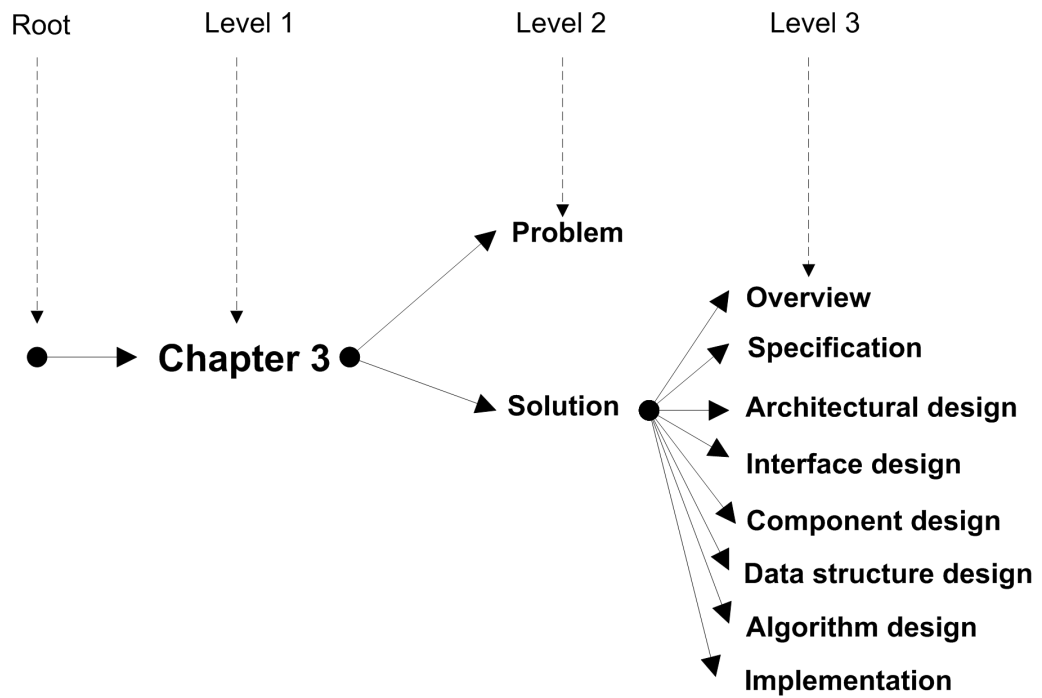 Root
Level 1
Level 2
Level 3
Problem
Overview
Chapter 3
Specification
Solution
Architectural design
Interface design
Component design
Data structure design
Algorithm design
Implementation